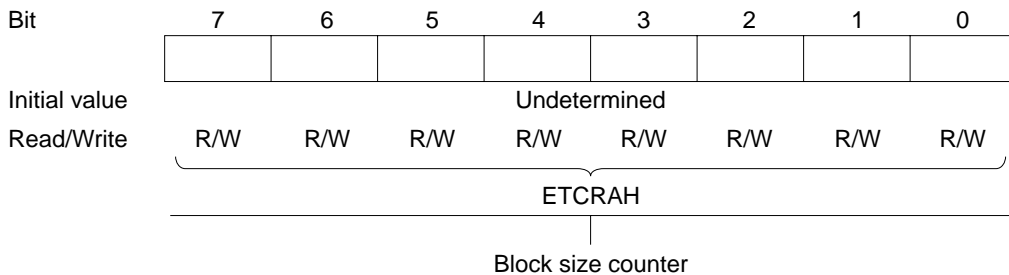 Bit 7 6 5 4 3 2 1 0
Initial value Undetermined
Read/Write R/W R/W R/W R/W R/W R/W R/W R/W
ETCRAH
Block size counter